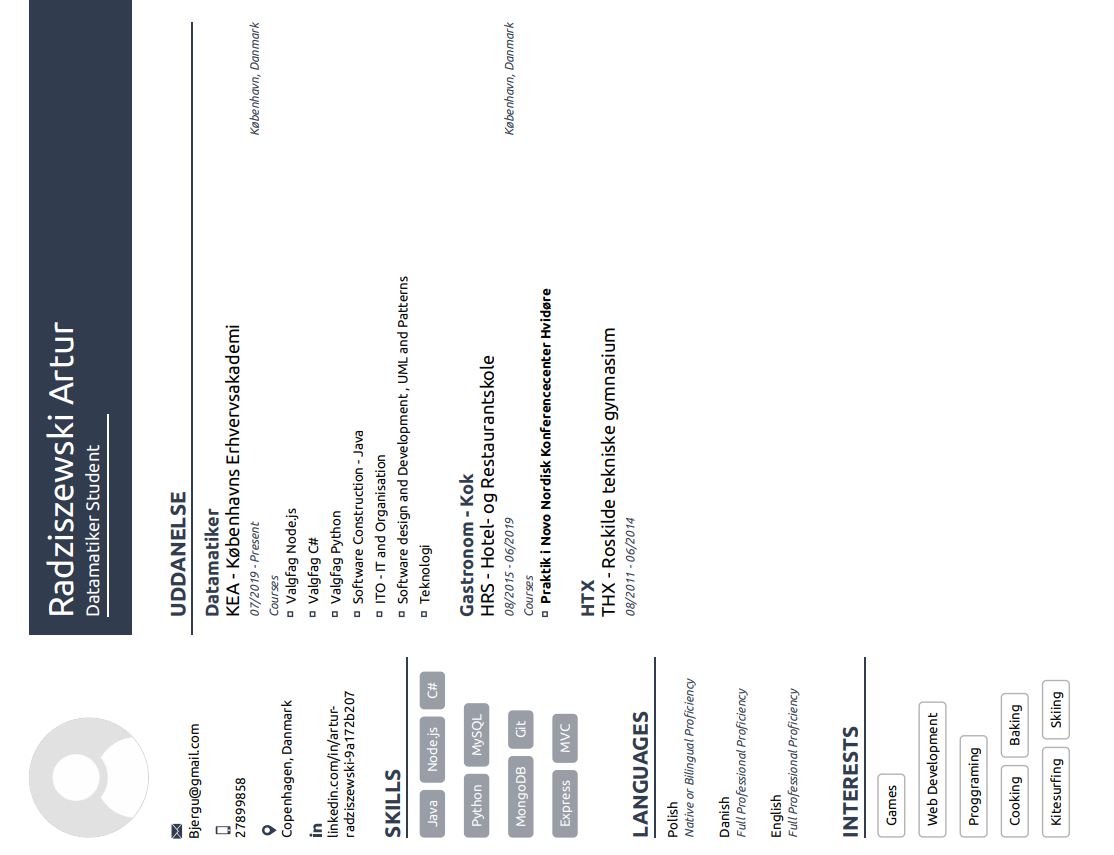 Radziszewski Artur
Datamatiker Student
Bjergu@gmail.com
27899858
Copenhagen, Danmark
linkedin.com/in/artur-
radziszewski-9a172b207
SKILLS
Java Node.js C#
Python MySQL
MongoDB Git
Express MVC
LANGUAGES
Polish
Native or Bilingual Proficiency
Danish
Full Professional Proficiency
English
Full Professional Proficiency
INTERESTS
Games
Web Development
Proggraming
Cooking Baking
Kitesurfing Skiing
UDDANELSE
Datamatiker
KEA - Københavns Erhvervsakademi
07/2019 - Present København, Danmark
Courses
Valgfag Node.js
Valgfag C#
Valgfag Python
Software Construction - Java
ITO - IT and Organisation
Software design and Development , UML and Patterns
Teknologi
Gastronom - Kok
HRS - Hotel- og Restaurantskole
08/2015 - 06/2019 København, Danmark
Courses
Praktik i Novo Nordisk Konferencecenter Hvidøre
HTX
THX - Roskilde tekniske gymnasium
08/2011 - 06/2014